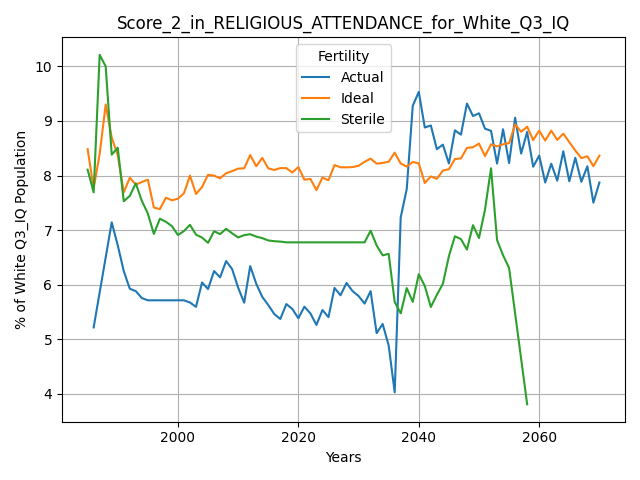 Score_2_in_RELIGIOUS_ATTENDANCE_for_White_Q3_IQ
Fertility
Actual
Ideal
Sterile
% of White Q3_IQ Population
10
9
8
7
6
5
4
2000
2020
2040
2060
Years